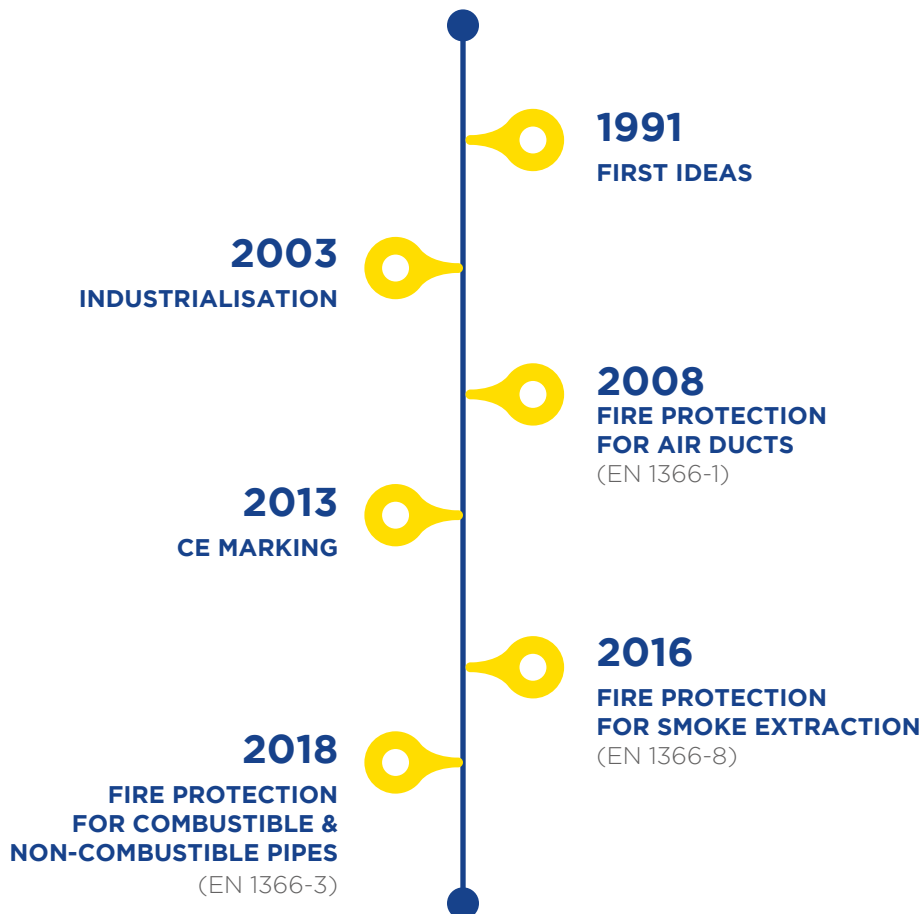 1991
FIRST IDEAS
2003
INDUSTRIALISATION
2008
FIRE PROTECTION
FOR AIR DUCTS
(EN 1366-1)
2013
CE MARKING
2016
FIRE PROTECTION
FOR SMOKE EXTRACTION
(EN 1366-8)
2018
FIRE PROTECTION
FOR COMBUSTIBLE &
NON-COMBUSTIBLE PIPES
(EN 1366-3)